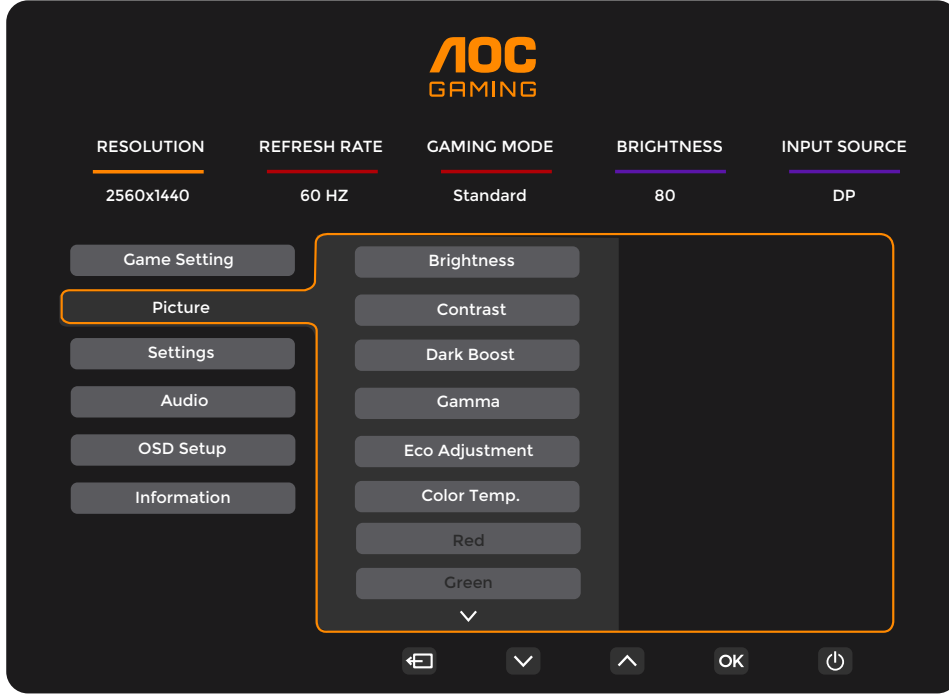 AOC
GAMING
RESOLUTION REFRESH RATE GAMING MODE BRIGHTNESS INPUT SOURCE
2560x1440 60 HZ Standard 80 DP
Game Setting
Picture
Settings
Audio
OSD Setup
Information
Brightness
Contrast
Dark Boost
Gamma
Eco Adjustment
Color Temp.
Red
Green
OK